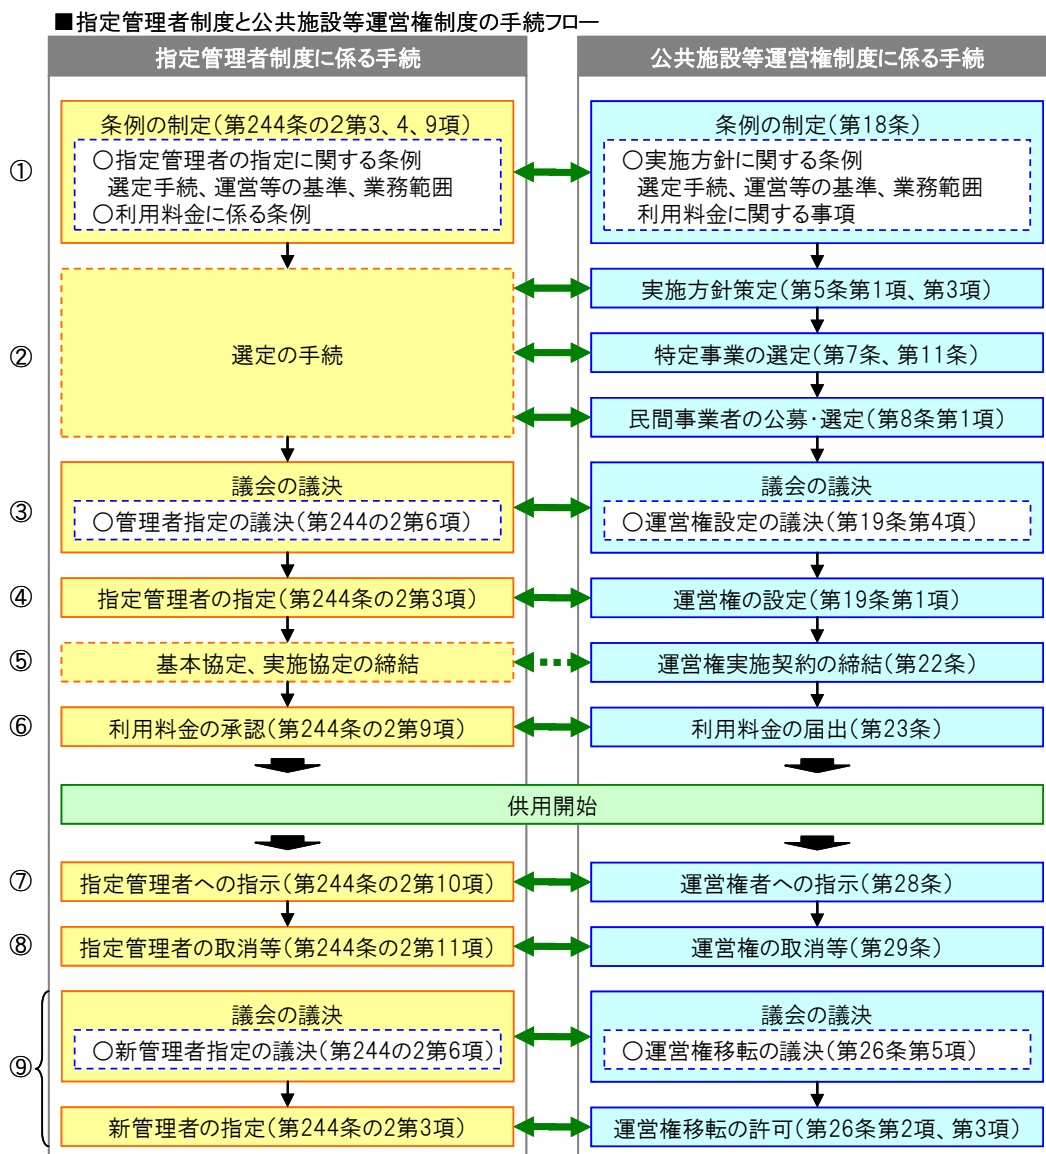 ■指定管理者制度と公共施設等運営権制度の手続フロー
指定管理者制度に係る手続
公共施設等運営権制度に係る手続
①
条例の制定(第244条の2第3、4、9項)
○指定管理者の指定に関する条例
選定手続、運営等の基準、業務範囲
○利用料金に係る条例
条例の制定(第18条)
○実施方針に関する条例
選定手続、運営等の基準、業務範囲
利用料金に関する事項
②
選定の手続
実施方針策定(第5条第1項、第3項)
特定事業の選定(第7条、第11条)
民間事業者の公募・選定(第8条第1項)
③
議会の議決
○管理者指定の議決(第244の2第6項)
議会の議決
○運営権設定の議決(第19条第4項)
④
指定管理者の指定(第244条の2第3項)
運営権の設定(第19条第1項)
⑤
基本協定、実施協定の締結
運営権実施契約の締結(第22条)
⑥
利用料金の承認(第244条の2第9項)
利用料金の届出(第23条)
供用開始
⑦
指定管理者への指示(第244条の2第10項)
運営権者への指示(第28条)
⑧
指定管理者の取消等(第244条の2第11項)
運営権の取消等(第29条)
⑨
議会の議決
○新管理者指定の議決(第244の2第6項)
議会の議決
○運営権移転の議決(第26条第5項)
新管理者の指定(第244条の2第3項)
運営権移転の許可(第26条第2項、第3項)